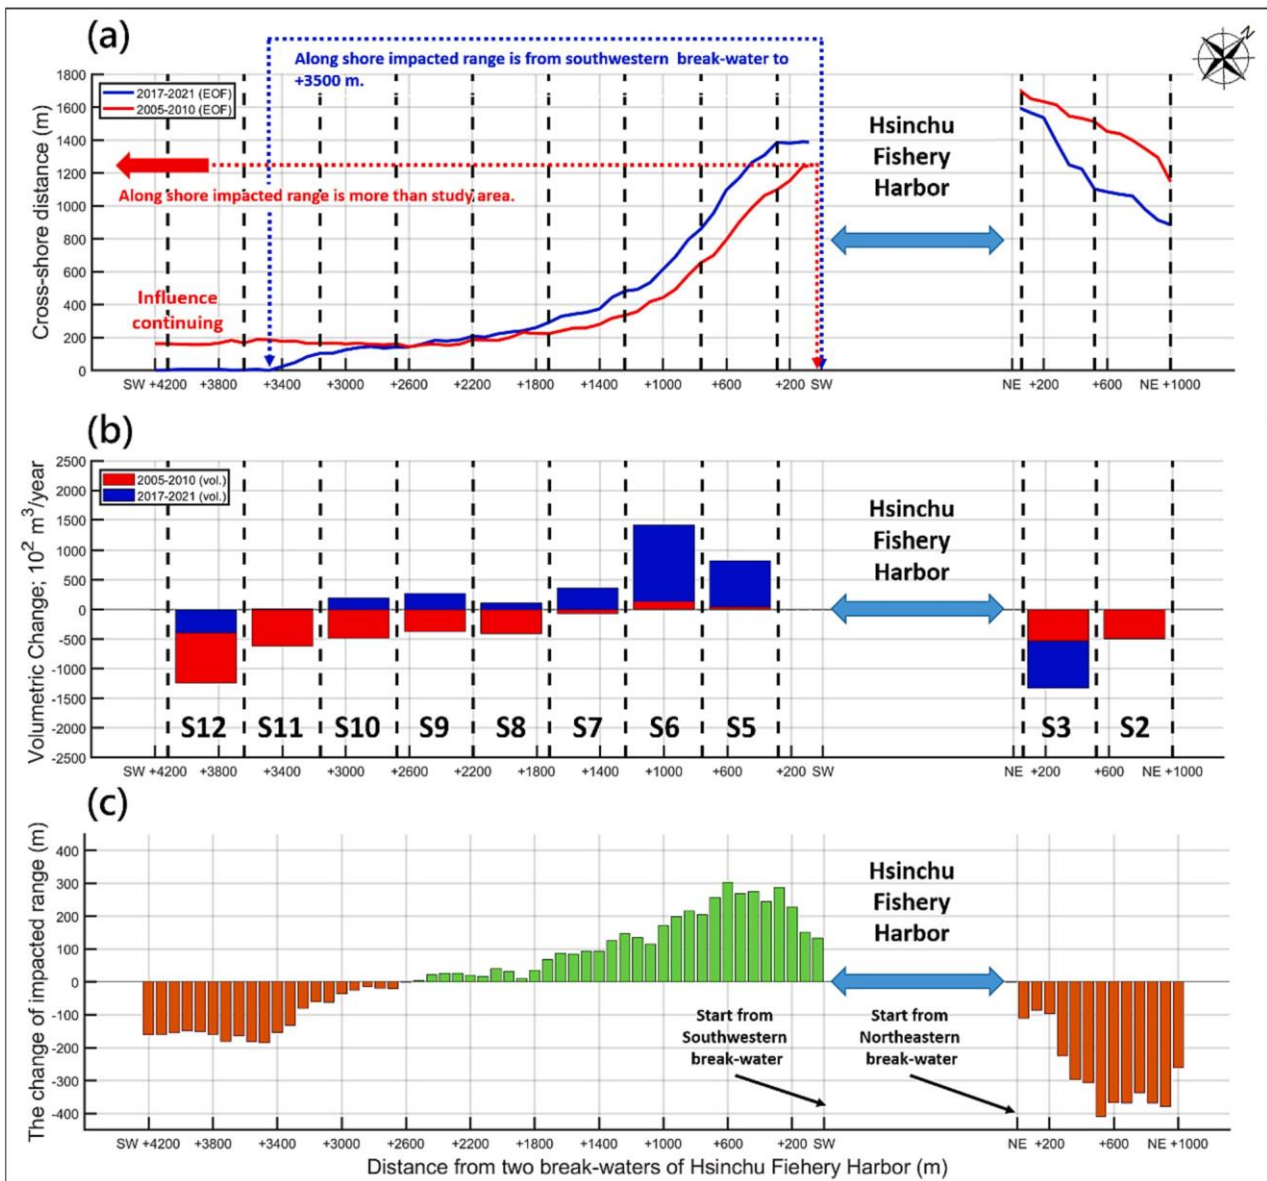 (a)
N
Along shore impacted range is from southwestern break-water to
+3500 m.
1800
1600
1400
1200
1000
800
600
400
200
0
Cross-shore distance (m)
2017-2021 (EOF)
2005-2010 (EOF)
Along shore impacted range is more than study area.
Influence
continuing
Hsinchu
Fishery
Harbor
SW +4200 +3800 +3400 +3000 +2600 +2200 +1800 +1400 +1000 +600 +200 SW NE +200 +600 NE +1000
(b)
2500
2000
1500
1000
500
0
-500
-1000
-1500
-2000
-2500
Volumetric Change; 10² m³/year
2005-2010 (vol.)
2017-2021 (vol.)
Hsinchu
Fishery
Harbor
S12 S11 S10 S9 S8 S7 S6 S5 S3 S2
SW +4200 +3800 +3400 +3000 +2600 +2200 +1800 +1400 +1000 +600 +200 SW NE +200 +600 NE +1000
(c)
400
300
200
100
0
-100
-200
-300
-400
The change of impacted range (m)
Hsinchu
Fishery
Harbor
Start from
Southwestern
break-water
Start from
Northeastern
break-water
SW +4200 +3800 +3400 +3000 +2600 +2200 +1800 +1400 +1000 +600 +200 SW NE +200 +600 NE +1000
Distance from two break-waters of Hsinchu Fiehery Harbor (m)